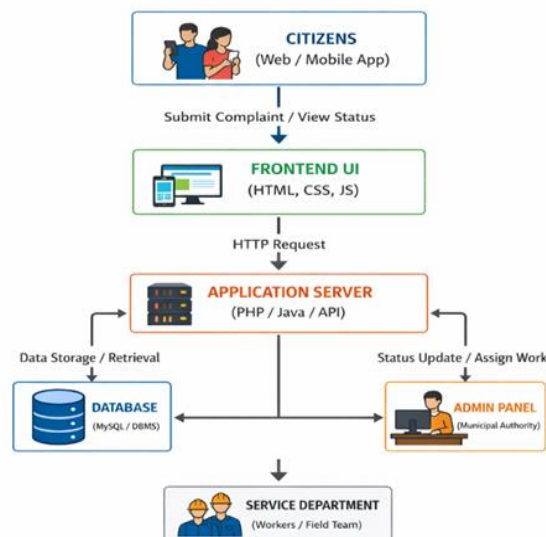 CITIZENS
(Web / Mobile App)
Submit Complaint / View Status
FRONTEND UI
(HTML, CSS, JS)
HTTP Request
APPLICATION SERVER
(PHP / Java / API)
Data Storage / Retrieval
Status Update / Assign Work
DATABASE
(MySQL / DBMS)
ADMIN PANEL
(Municipal Authority)
SERVICE DEPARTMENT
(Workers / Field Team)